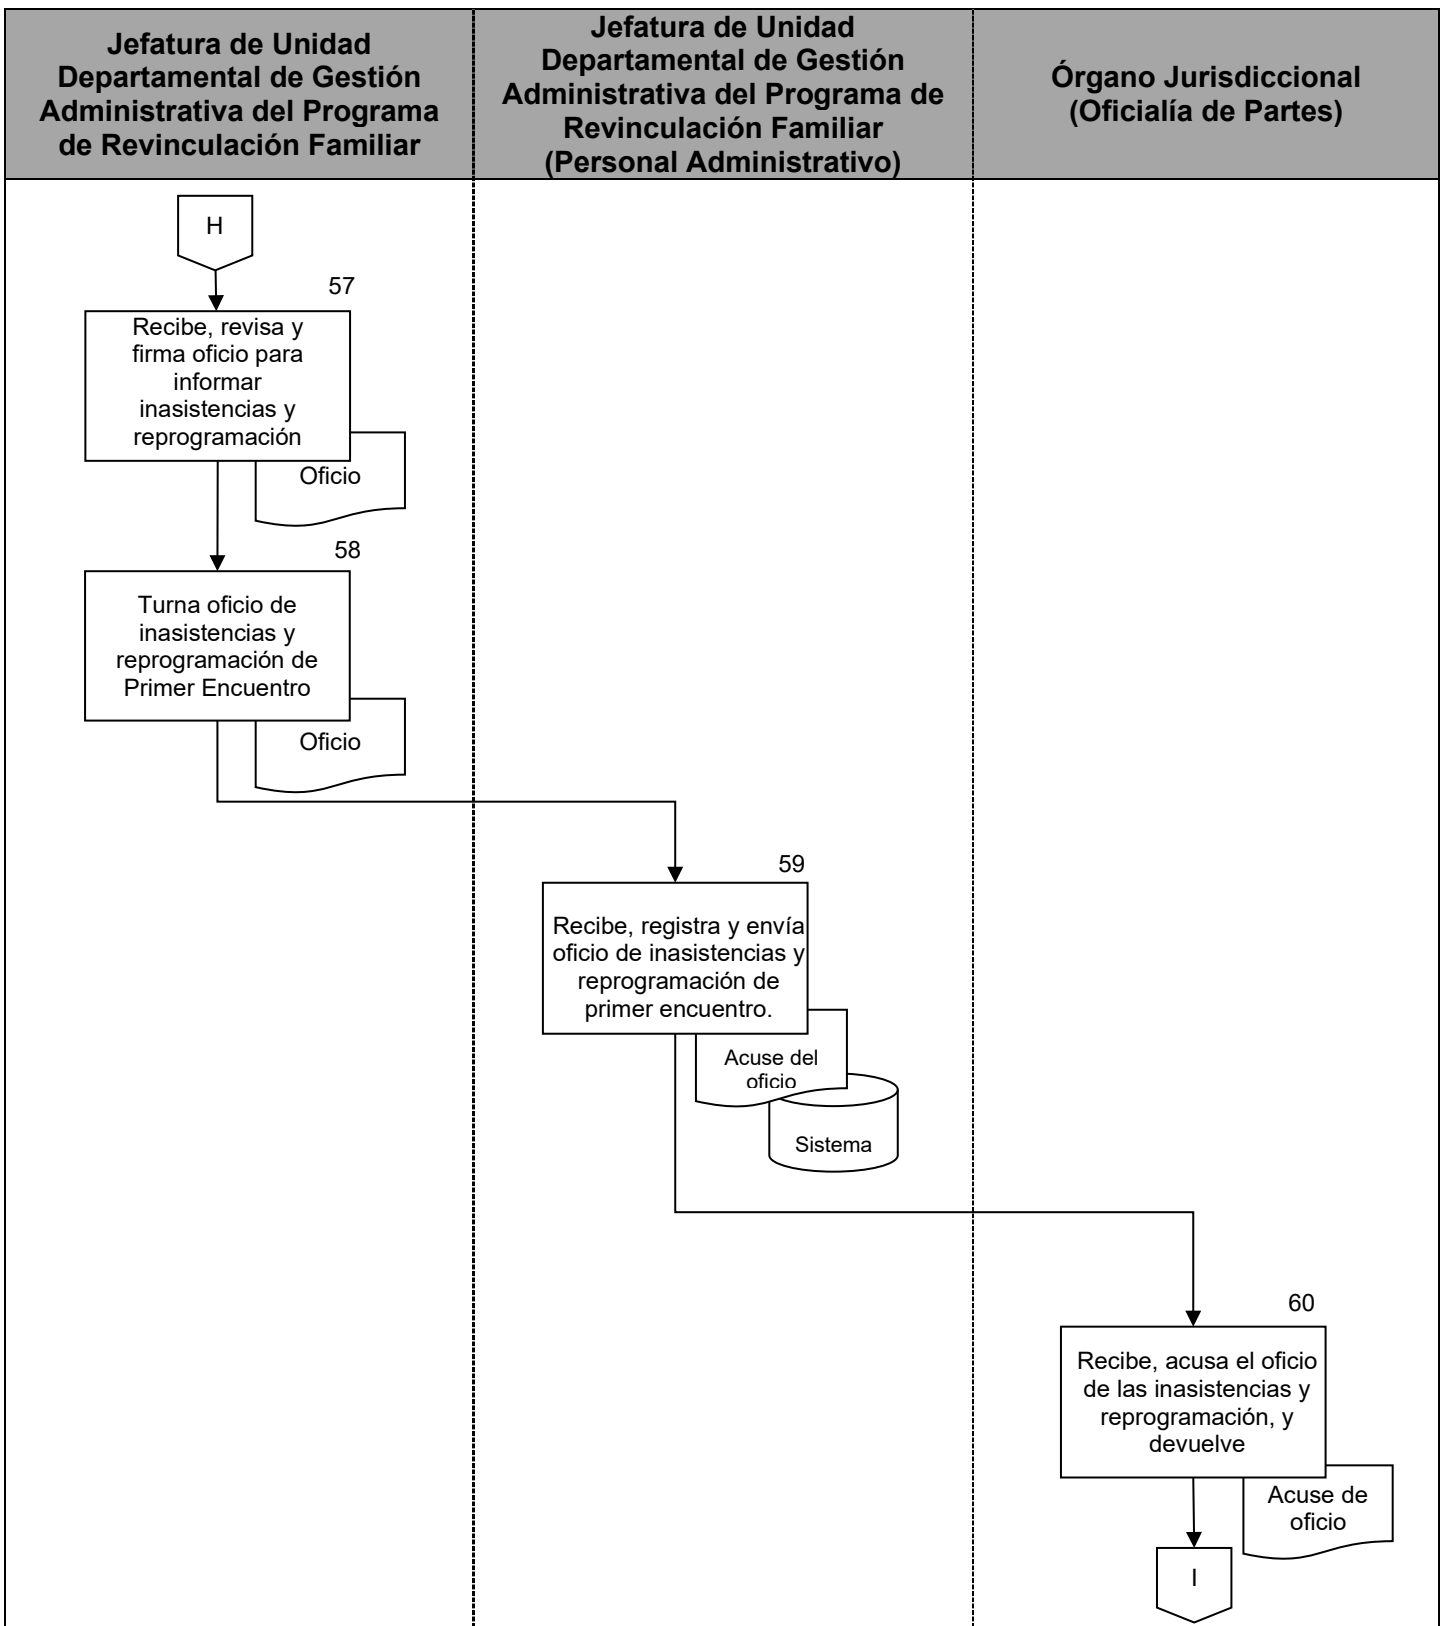 Jefatura de Unidad
Departamental de Gestión
Administrativa del Programa
de Revinculación Familiar
Jefatura de Unidad
Departamental de Gestión
Administrativa del Programa de
Revinculación Familiar
(Personal Administrativo)
Órgano Jurisdiccional
(Oficialía de Partes)
H
57
Recibe, revisa y
firma oficio para
informar
inasistencias y
reprogramación
Oficio
58
Turna oficio de
inasistencias y
reprogramación de
Primer Encuentro
Oficio
59
Recibe, registra y envía
oficio de inasistencias y
reprogramación de
primer encuentro.
Acuse del
oficio
Sistema
60
Recibe, acusa el oficio
de las inasistencias y
reprogramación, y
devuelve
Acuse de
oficio
I